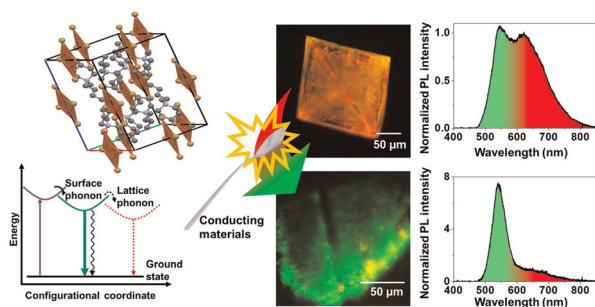 Surface
phonon
Lattice
phonon
Energy
Ground
state
Configurational coordinate
Conducting
materials
50 µm
50 µm
Normalized PL intensity
1.0
0.5
0.0
400 500 600 700 800
Wavelength (nm)
Normalized PL intensity
8
6
4
2
0
400 500 600 700 800
Wavelength (nm)